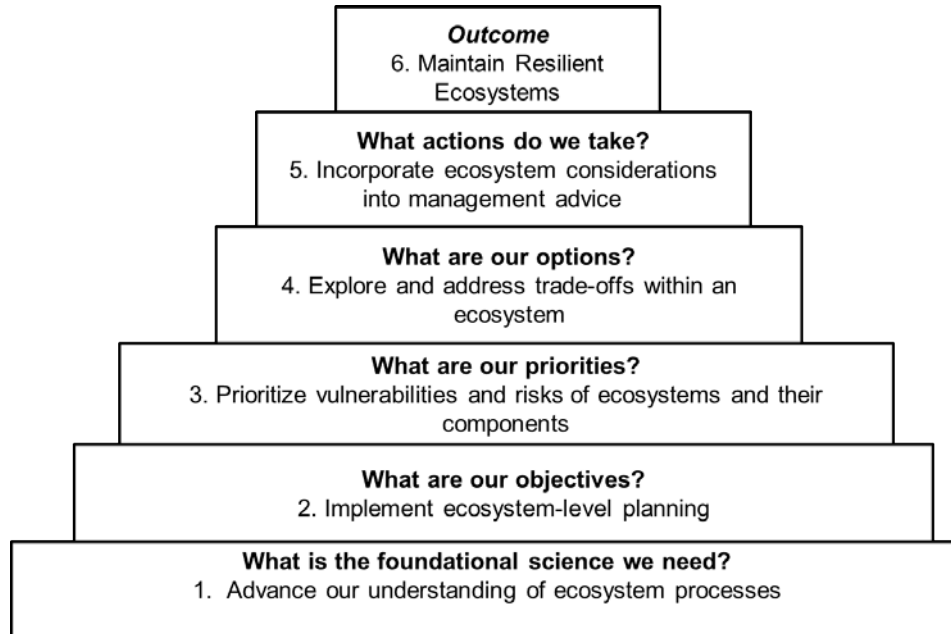 Outcome
6. Maintain Resilient
Ecosystems
What actions do we take?
5. Incorporate ecosystem considerations
into management advice
What are our options?
4. Explore and address trade-offs within an
ecosystem
What are our priorities?
3. Prioritize vulnerabilities and risks of ecosystems and their
components
What are our objectives?
2. Implement ecosystem-level planning
What is the foundational science we need?
1. Advance our understanding of ecosystem processes